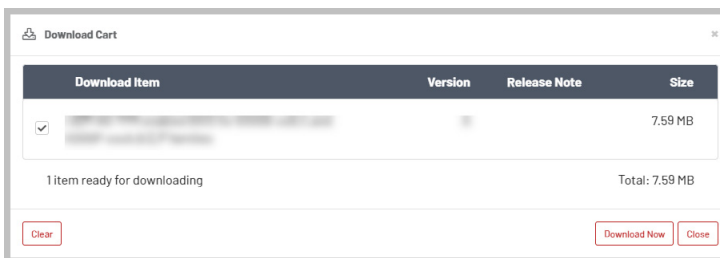 Download Cart
Download Item Version Release Note Size
7.59 MB
1 item ready for downloading Total: 7.59 MB
Clear Download Now Close